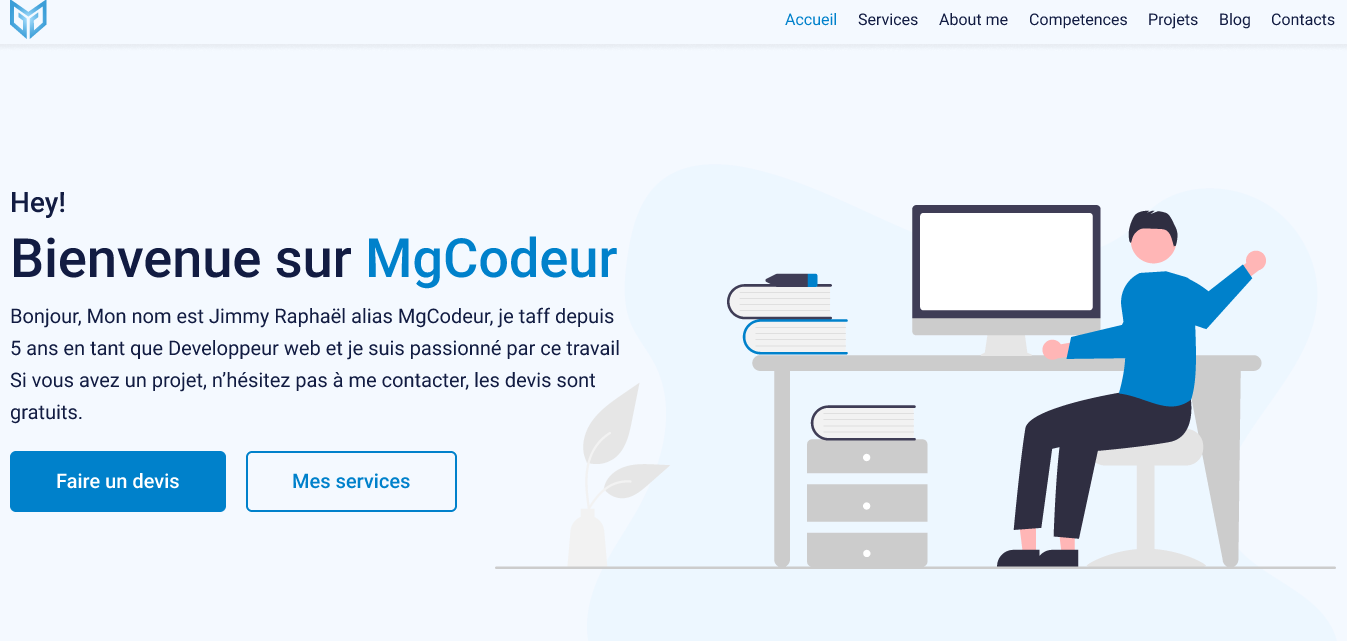 Accueil Services About me Competences Projets Blog Contacts
Hey!
Bienvenue sur MgCodeur
Bonjour, Mon nom est Jimmy Raphaël alias MgCodeur, je taff depuis
5 ans en tant que Developpeur web et je suis passionné par ce travail
Si vous avez un projet, n’hésitez pas à me contacter, les devis sont
gratuits.
Faire un devis Mes services